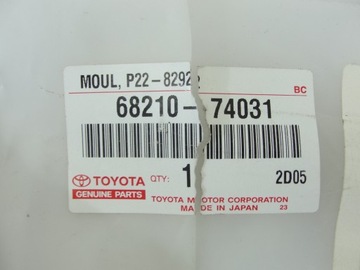 MOUL, P22-82922
BC
68210-74031
TOYOTA
GENUINE PARTS
QTY: 1
2D05
TOYOTA MOTOR CORPORATION
MADE IN JAPAN 23